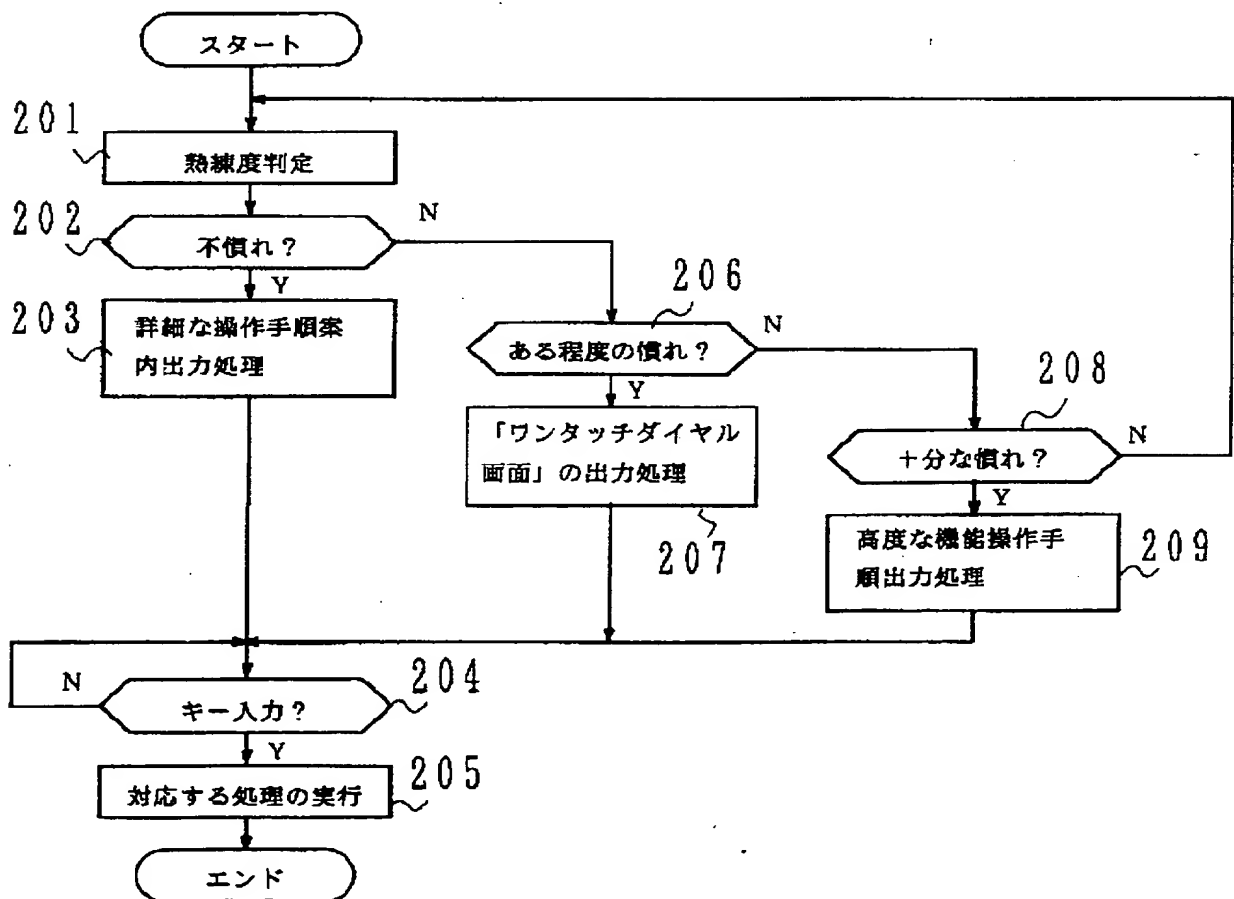 スタート
201
熟練度判定
202
不慣れ?
N
Y
203
詳細な操作手順案
内出力処理
206
ある程度の慣れ?
N
Y
「ワンタッチダイヤル
画面」の出力処理
207
208
十分な慣れ?
N
Y
高度な機能操作手
順出力処理
209
N
204
キー入力?
Y
205
対応する処理の実行
エンド